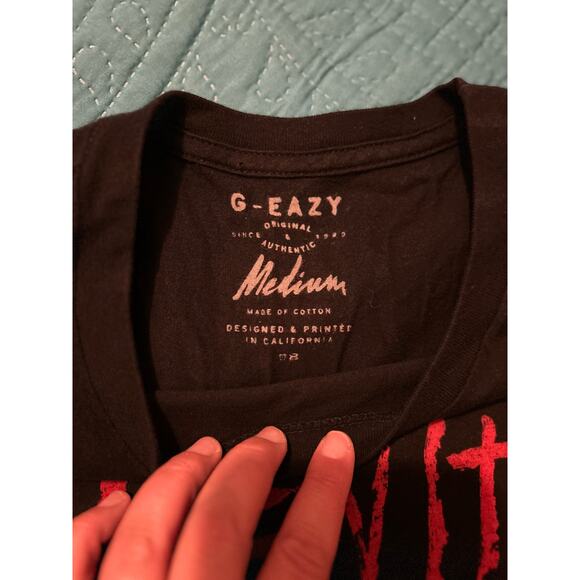 G-EAZY
ORIGINAL
SINCE & 1989
AUTHENTIC
Medium
MADE OF COTTON
DESIGNED & PRINTED
IN CALIFORNIA